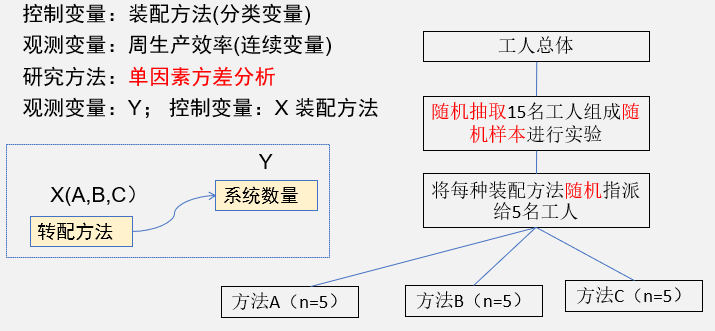 控制变量：装配方法(分类变量)
观测变量：周生产效率(连续变量)
研究方法：单因素方差分析
观测变量：Y； 控制变量：X 装配方法
Y
X(A,B,C）
系统数量
转配方法
工人总体
随机抽取15名工人组成随
机样本进行实验
将每种装配方法随机指派
给5名工人
方法A（n=5）
方法B（n=5）
方法C（n=5）